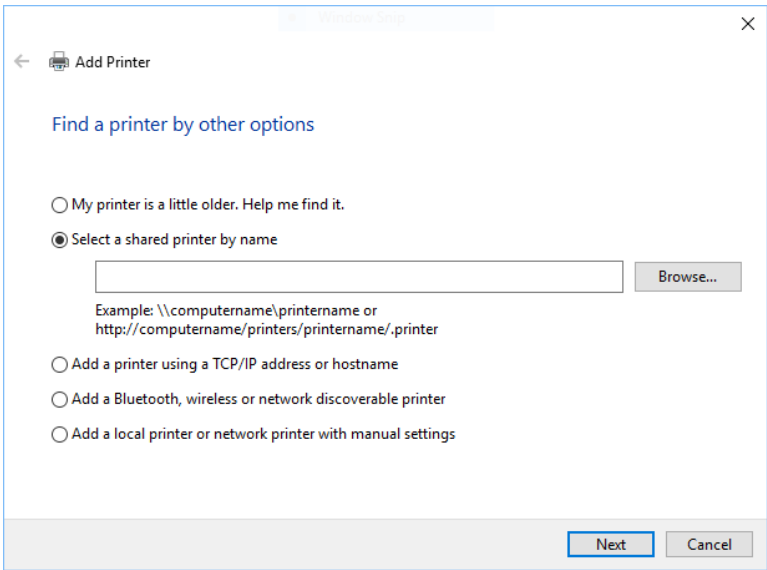 Window Snip
Add Printer
Find a printer by other options
My printer is a little older. Help me find it.
Select a shared printer by name
Browse...
Example: \\computername\printername or
http://computername/printers/printername/.printer
Add a printer using a TCP/IP address or hostname
Add a Bluetooth, wireless or network discoverable printer
Add a local printer or network printer with manual settings
Next
Cancel